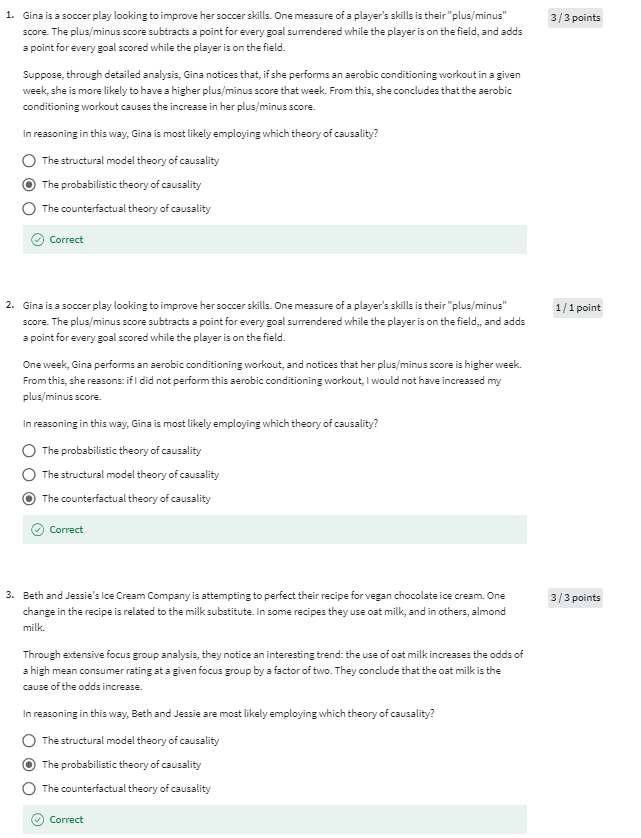 1. Gina is a soccer play looking to improve her soccer skills. One measure of a player's skills is their "plus/minus"
3 / 3 points
score. The plus/minus score subtracts a point for every goal surrendered while the player is on the field, and adds
a point for every goal scored while the player is on the field.
Suppose, through detailed analysis, Gina notices that, if she performs an aerobic conditioning workout in a given
week, she is more likely to have a higher plus/minus score that week. From this, she concludes that the aerobic
conditioning workout causes the increase in her plus/minus score.
In reasoning in this way, Gina is most likely employing which theory of causality?
The structural model theory of causality
The probabilistic theory of causality
The counterfactual theory of causality
Correct
2. Gina is a soccer play looking to improve her soccer skills. One measure of a player's skills is their "plus/minus"
1 / 1 point
score. The plus/minus score subtracts a point for every goal surrendered while the player is on the field,, and adds
a point for every goal scored while the player is on the field.
One week, Gina performs an aerobic conditioning workout, and notices that her plus/minus score is higher week.
From this, she reasons: if I did not perform this aerobic conditioning workout, I would not have increased my
plus/minus score.
In reasoning in this way, Gina is most likely employing which theory of causality?
The probabilistic theory of causality
The structural model theory of causality
The counterfactual theory of causality
Correct
3. Beth and Jessie's Ice Cream Company is attempting to perfect their recipe for vegan chocolate ice cream. One
3 / 3 points
change in the recipe is related to the milk substitute. In some recipes they use oat milk, and in others, almond
milk.
Through extensive focus group analysis, they notice an interesting trend: the use of oat milk increases the odds of
a high mean consumer rating at a given focus group by a factor of two. They conclude that the oat milk is the
cause of the odds increase.
In reasoning in this way, Beth and Jessie are most likely employing which theory of causality?
The structural model theory of causality
The probabilistic theory of causality
The counterfactual theory of causality
Correct